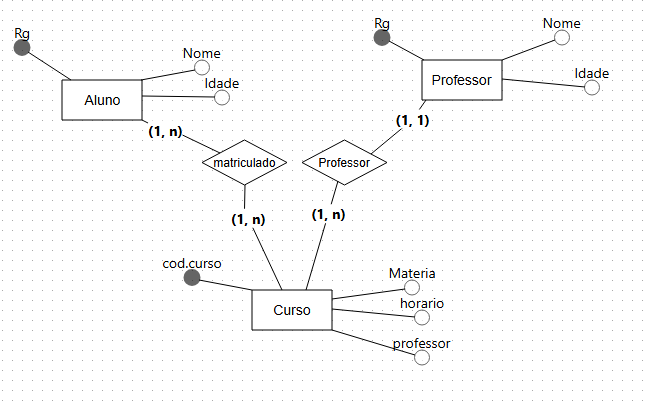 Rg
Nome
Idade
Aluno
(1, n)
matriculado
(1, n)
Rg
Nome
Idade
Professor
(1, 1)
Professor
(1, n)
cod.curso
Curso
Materia
horario
professor